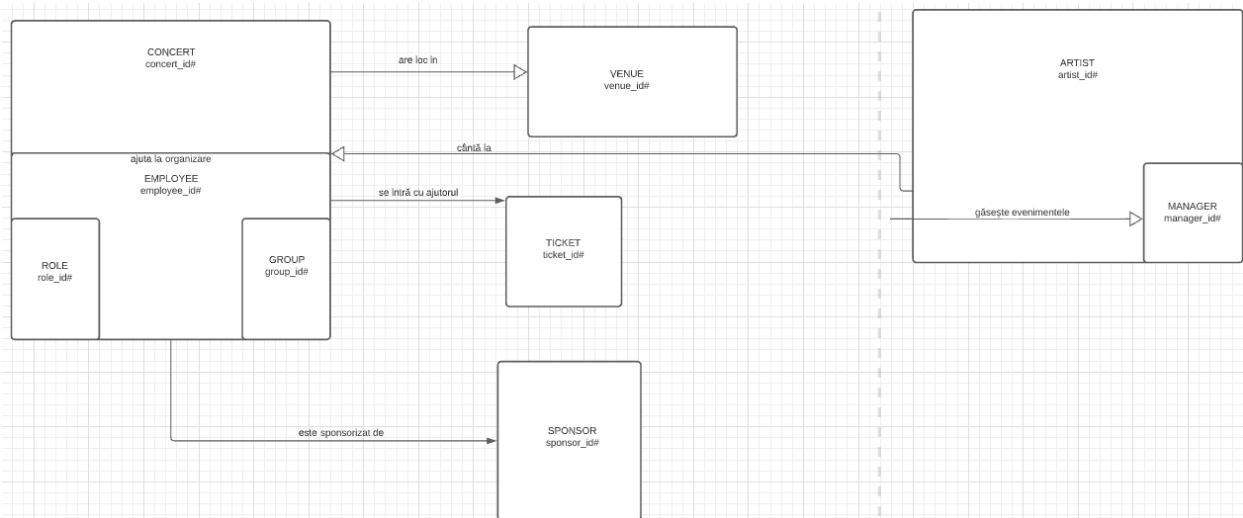 CONCERT
concert_id#
are loc în
VENUE
venue_id#
ARTIST
artist_id#
cântă la
ajuta la organizare
EMPLOYEE
employee_id#
se intră cu ajutorul
găsește evenimentele
MANAGER
manager_id#
TICKET
ticket_id#
ROLE
role_id#
GROUP
group_id#
este sponsorizat de
SPONSOR
sponsor_id#